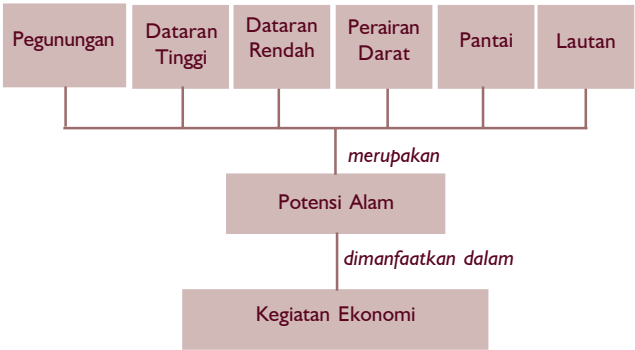 Pegunungan
Dataran
Tinggi
Dataran
Rendah
Perairan
Darat
Pantai
Lautan
merupakan
Potensi Alam
dimanfaatkan dalam
Kegiatan Ekonomi